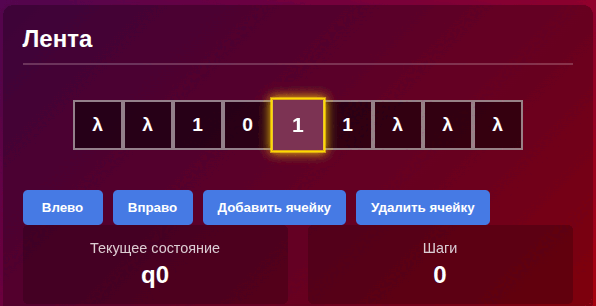 Лента
λ λ 1 0 1 1 λ λ λ
Влево Вправо Добавить ячейку Удалить ячейку
Текущее состояние Шаги
q0 0